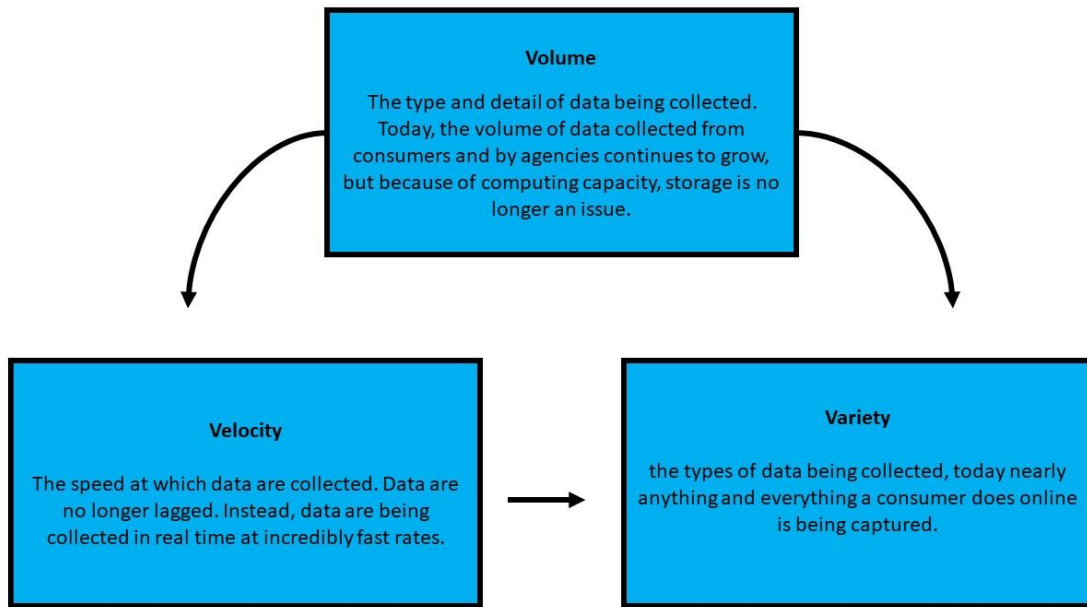 Volume
The type and detail of data being collected.
Today, the volume of data collected from
consumers and by agencies continues to grow,
but because of computing capacity, storage is no
longer an issue.
Velocity
The speed at which data are collected. Data are
no longer lagged. Instead, data are being
collected in real time at incredibly fast rates.
Variety
the types of data being collected, today nearly
anything and everything a consumer does online
is being captured.